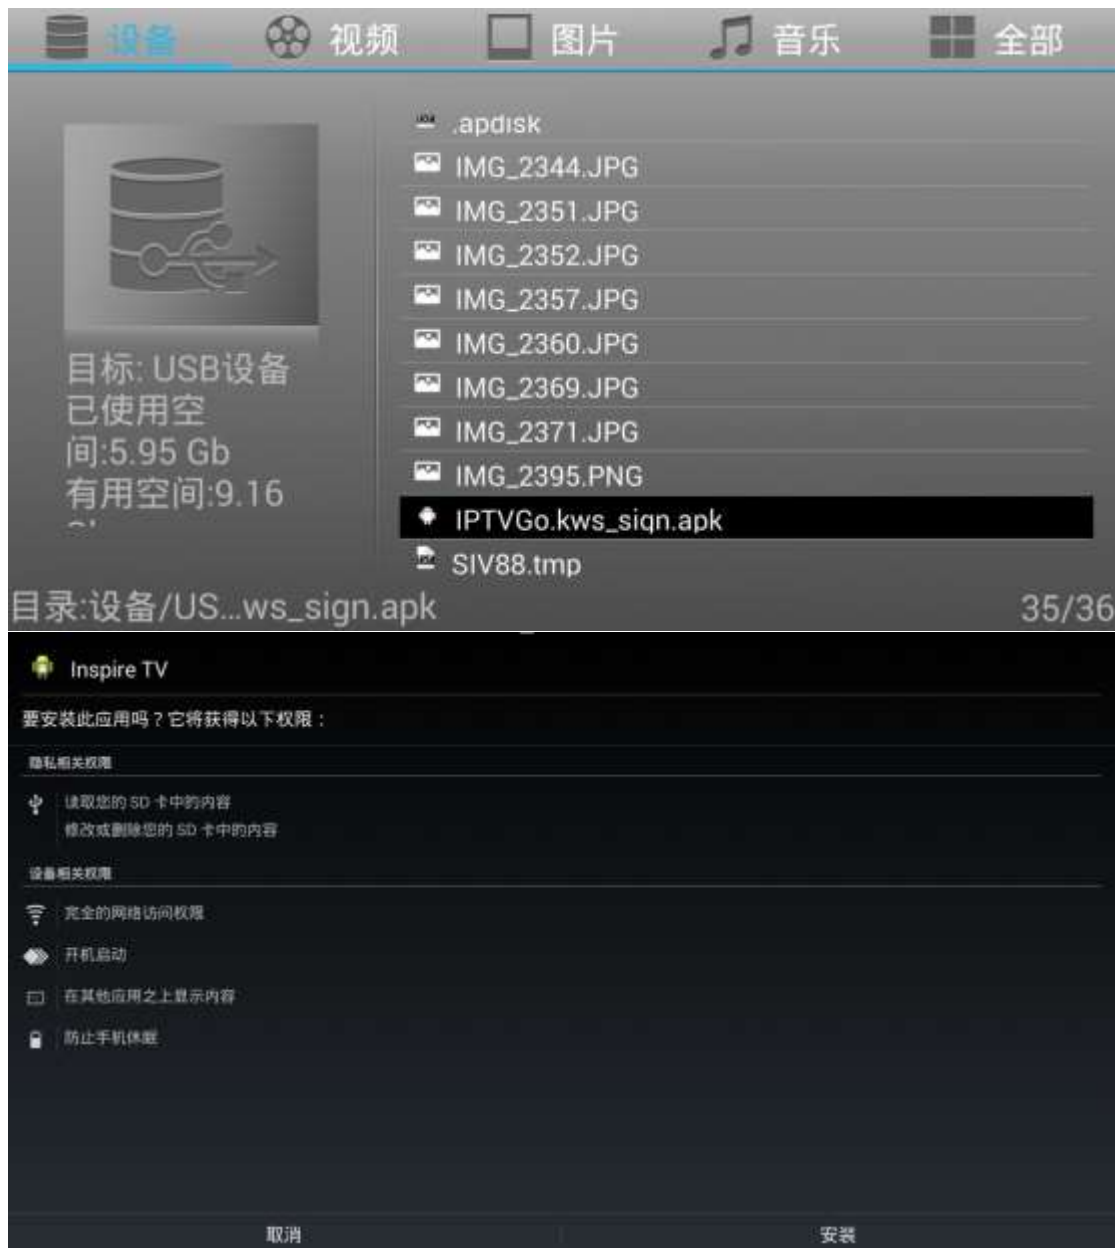 设备 视频 图片 音乐 全部
.apdisk
IMG_2344.JPG
IMG_2351.JPG
IMG_2352.JPG
IMG_2357.JPG
IMG_2360.JPG
IMG_2369.JPG
IMG_2371.JPG
IMG_2395.PNG
IPTVGo.kws_sign.apk
SIV88.tmp
目标: USB设备
已使用空
间:5.95 Gb
有用空间:9.16
目录:设备/US...ws_sign.apk 35/36
Inspire TV
要安装此应用吗？它将获得以下权限：
隐私相关权限
读取您的 SD 卡中的内容
修改或删除您的 SD 卡中的内容
设备相关权限
完全的网络访问权限
开机启动
在其他应用之上显示内容
防止手机休眠
取消 安装